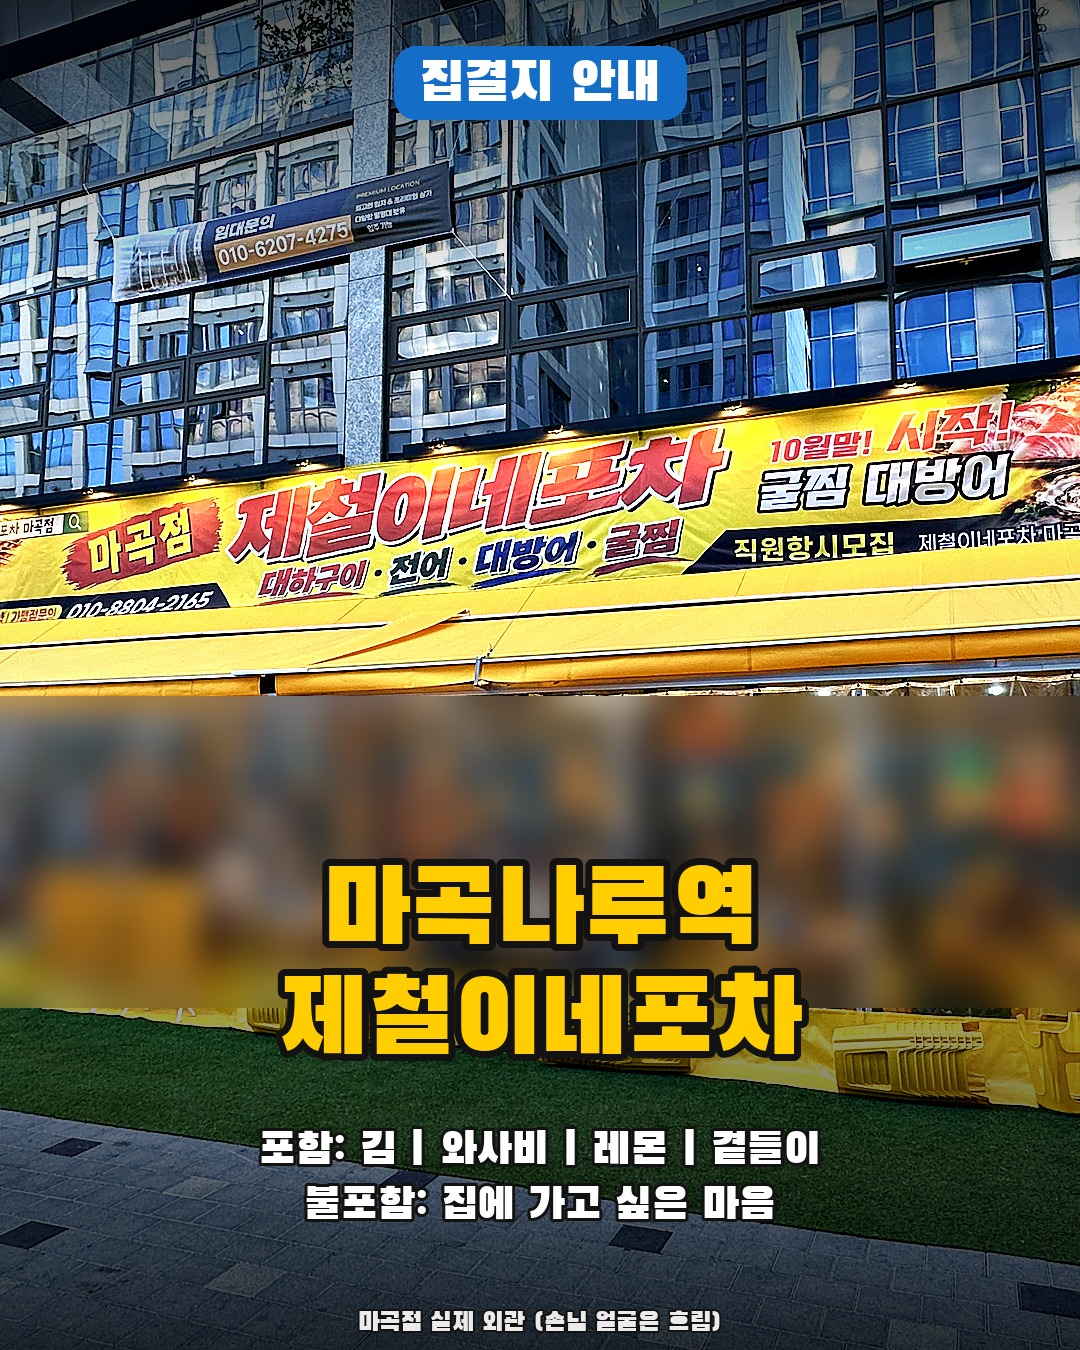 집결지 안내
PREMIUM LOCATION
임대문의
010-6207-4275
10월말! 시작!
굴찜 대방어
포차 마곡점
마곡점
제철이네포차
대하구이 · 전어 · 대방어 · 굴찜
직원항시모집
제철이네포차 마곡
가맹점문의 010-8804-2165
마곡나루역
제철이네포차
포함: 김 | 와사비 | 레몬 | 곁들이
불포함: 집에 가고 싶은 마음
마곡점 실제 외관 (손님 얼굴은 흐림)